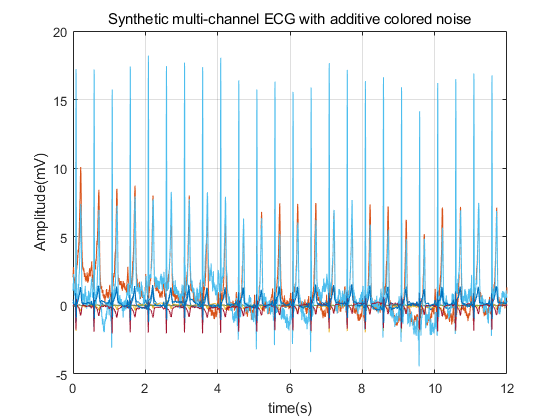 Synthetic multi-channel ECG with additive colored noise
20
15
10
5
0
-5
Amplitude(mV)
0 2 4 6 8 10 12
time(s)